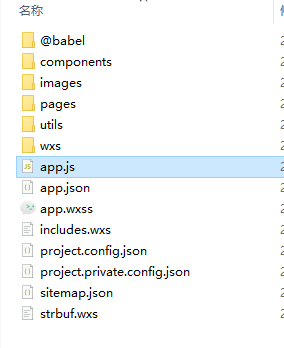 名称
@babel
components
images
pages
utils
wxs
app.js
app.json
app.wxss
includes.wxs
project.config.json
project.private.config.json
sitemap.json
strbuf.wxs